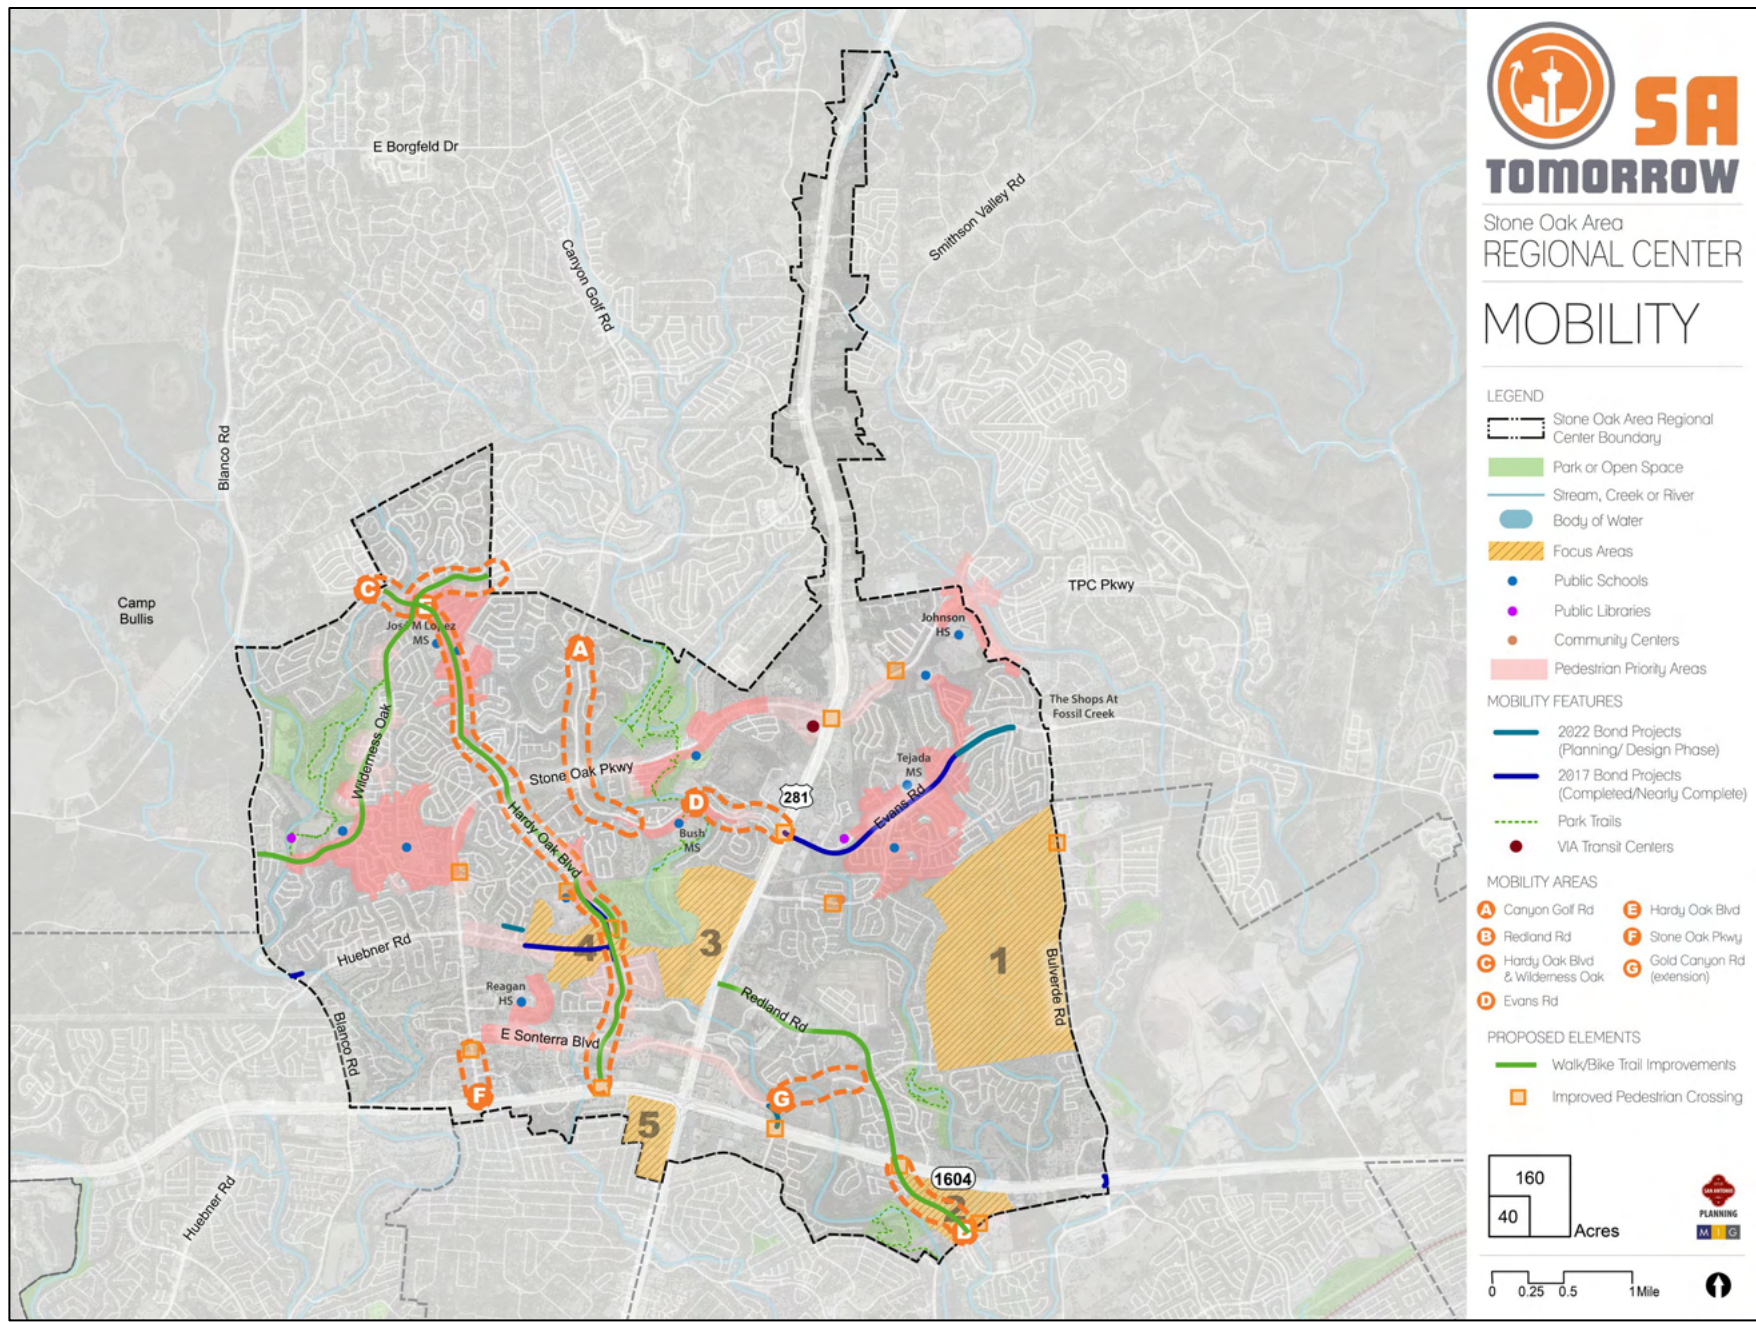 E Borgfeld Dr
Smithson Valley Rd
Canyon Golf Rd
Blanco Rd
Camp
Bullis
C
E
Jose M Lopez
MS
A
TPC Pkwy
Johnson
HS
The Shops At
Fossil Creek
Wilderness Oak
Stone Oak Pkwy
Tejada
MS
281
D
Evans Rd
Bush
MS
Hardy Oak Blvd
Huebner Rd
4
3
1
Reagan
HS
Redland Rd
Bulverde Rd
Blanco Rd
E Sonterra Blvd
F
G
5
1604
2
Huebner Rd
SA
TOMORROW
Stone Oak Area
REGIONAL CENTER
MOBILITY
LEGEND
Stone Oak Area Regional
Center Boundary
Park or Open Space
Stream, Creek or River
Body of Water
Focus Areas
Public Schools
Public Libraries
Community Centers
Pedestrian Priority Areas
MOBILITY FEATURES
2022 Bond Projects
(Planning/ Design Phase)
2017 Bond Projects
(Completed/Nearly Complete)
Park Trails
VIA Transit Centers
MOBILITY AREAS
A Canyon Golf Rd
B Redland Rd
C Hardy Oak Blvd
& Wilderness Oak
D Evans Rd
E Hardy Oak Blvd
F Stone Oak Pkwy
G Gold Canyon Rd
(extension)
PROPOSED ELEMENTS
Walk/Bike Trail Improvements
Improved Pedestrian Crossing
160
40
Acres
SAN ANTONIO
PLANNING
M I G
0 0.25 0.5 1 Mile